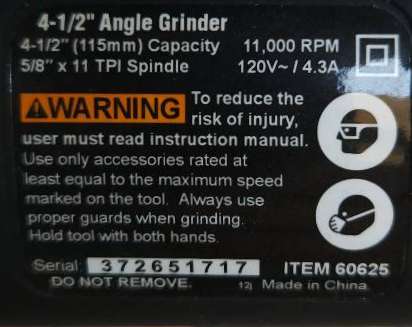 4-1/2" Angle Grinder
4-1/2" (115mm) Capacity 11,000 RPM
5/8" x 11 TPI Spindle 120V~ / 4.3A
WARNING To reduce the
risk of injury,
user must read instruction manual.
Use only accessories rated at
least equal to the maximum speed
marked on the tool. Always use
proper guards when grinding.
Hold tool with both hands.
Serial: 372651717 ITEM 60625
DO NOT REMOVE. 12j Made in China